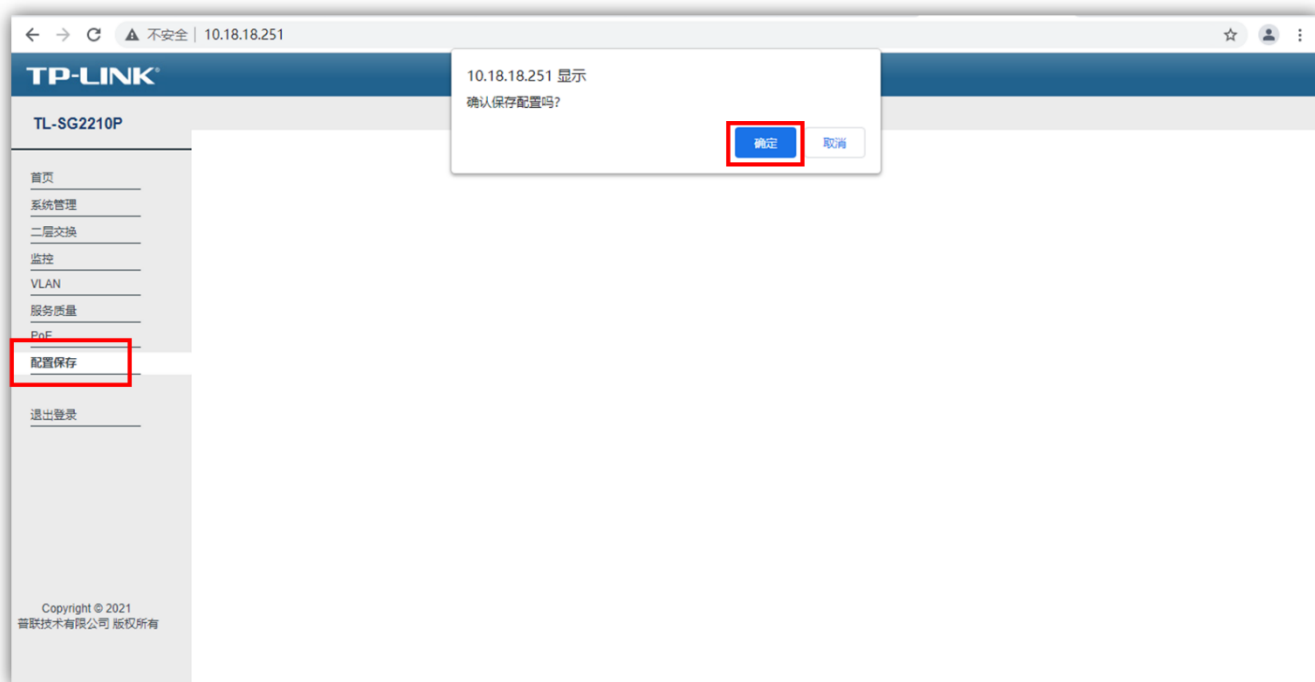 不安全 | 10.18.18.251
TP-LINK®
10.18.18.251 显示
确认保存配置吗?
确定
取消
TL-SG2210P
首页
系统管理
二层交换
监控
VLAN
服务质量
PoE
配置保存
退出登录
Copyright © 2021
普联技术有限公司 版权所有